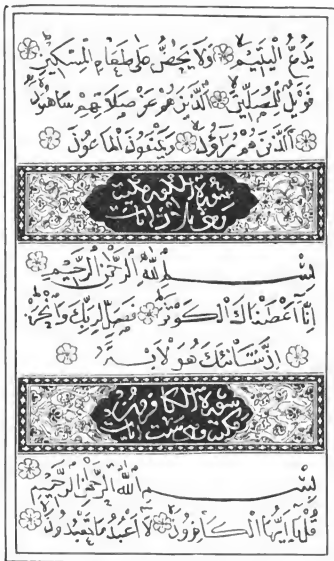 يَدُعُّ الْيَتِيمَ وَلَا يَحُضُّ عَلَى طَعَامِ الْمِسْكِينِ
فَوَيْلٌ لِلْمُصَلِّينَ الَّذِينَ هُمْ عَنْ صَلَاتِهِمْ سَاهُونَ
الَّذِينَ هُمْ يُرَاؤُنَ وَيَمْنَعُونَ الْمَاعُونَ
سورة الكوثر مكية
وهي ثلاث آيات
بِسْمِ اللَّهِ الرَّحْمَنِ الرَّحِيمِ
إِنَّا أَعْطَيْنَاكَ الْكَوْثَرَ فَصَلِّ لِرَبِّكَ وَانْحَرْ
إِنَّ شَانِئَكَ هُوَ الْأَبْتَرُ
سورة الكافرون
مكية وهي ست آيات
بِسْمِ اللَّهِ الرَّحْمَنِ الرَّحِيمِ
قُلْ يَا أَيُّهَا الْكَافِرُونَ لَا أَعْبُدُ مَا تَعْبُدُونَ